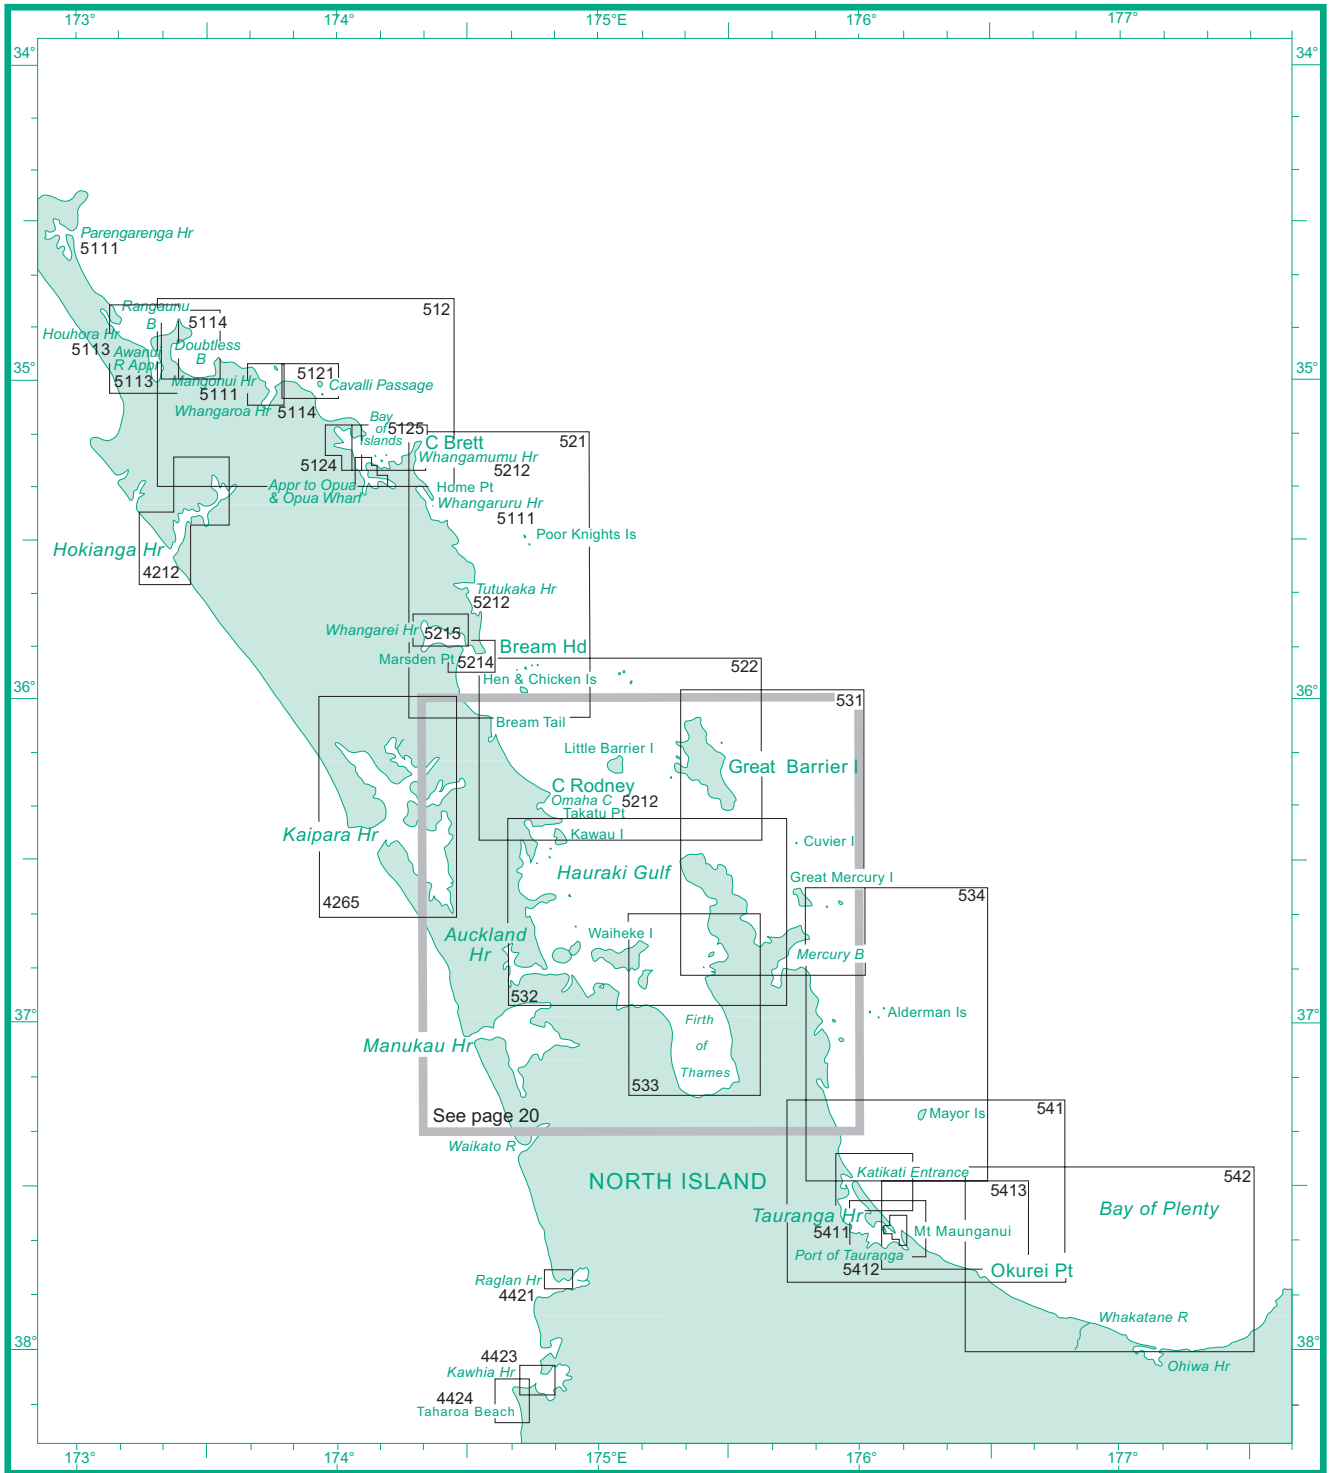 173°
174°
175°E
176°
177°
34°
34°
Parengarenga Hr
5111
Rangaunu
B
512
5114
Houhora Hr
5113
Awanui
R Appr
5113
Doubtless
B
35°
35°
Mangonui Hr
5111
5121
Cavalli Passage
Whangaroa Hr
5114
Bay
of
Islands
5125
C Brett
521
Whangamumu Hr
5124
5212
Appr to Opua
& Opua Wharf
Home Pt
Whangaruru Hr
5111
Poor Knights Is
Hokianga Hr
4212
Tutukaka Hr
5212
Whangarei Hr
5215
Bream Hd
Marsden Pt
5214
522
Hen & Chicken Is
36°
36°
531
Bream Tail
Little Barrier I
Great Barrier I
C Rodney
Omaha C
5212
Takatu Pt
Kaipara Hr
Kawau I
Cuvier I
Hauraki Gulf
Great Mercury I
534
4265
Auckland
Hr
Waiheke I
Mercury B
532
37°
37°
Alderman Is
Firth
of
Thames
Manukau Hr
533
541
See page 20
Mayor Is
Waikato R
Katikati Entrance
542
NORTH ISLAND
5413
Tauranga Hr
Bay of Plenty
5411
Mt Maunganui
Port of Tauranga
5412
Okurei Pt
Raglan Hr
4421
Whakatane R
38°
38°
4423
Ohiwa Hr
Kawhia Hr
4424
Taharoa Beach
173°
174°
175°E
176°
177°